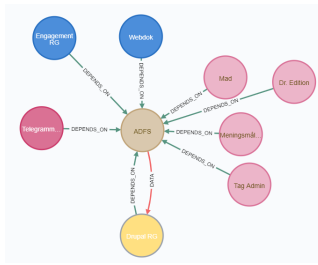 Engagement
RG
Webdok
Mad
Dr. Edition
Telegramm...
ADFS
Meningsmål...
Tag Admin
Drupal RG
DEPENDS_ON
DEPENDS_ON
DEPENDS_ON
DEPENDS_ON
DEPENDS_ON
DEPENDS_ON
DEPENDS_ON
DEPENDS_ON
DATA